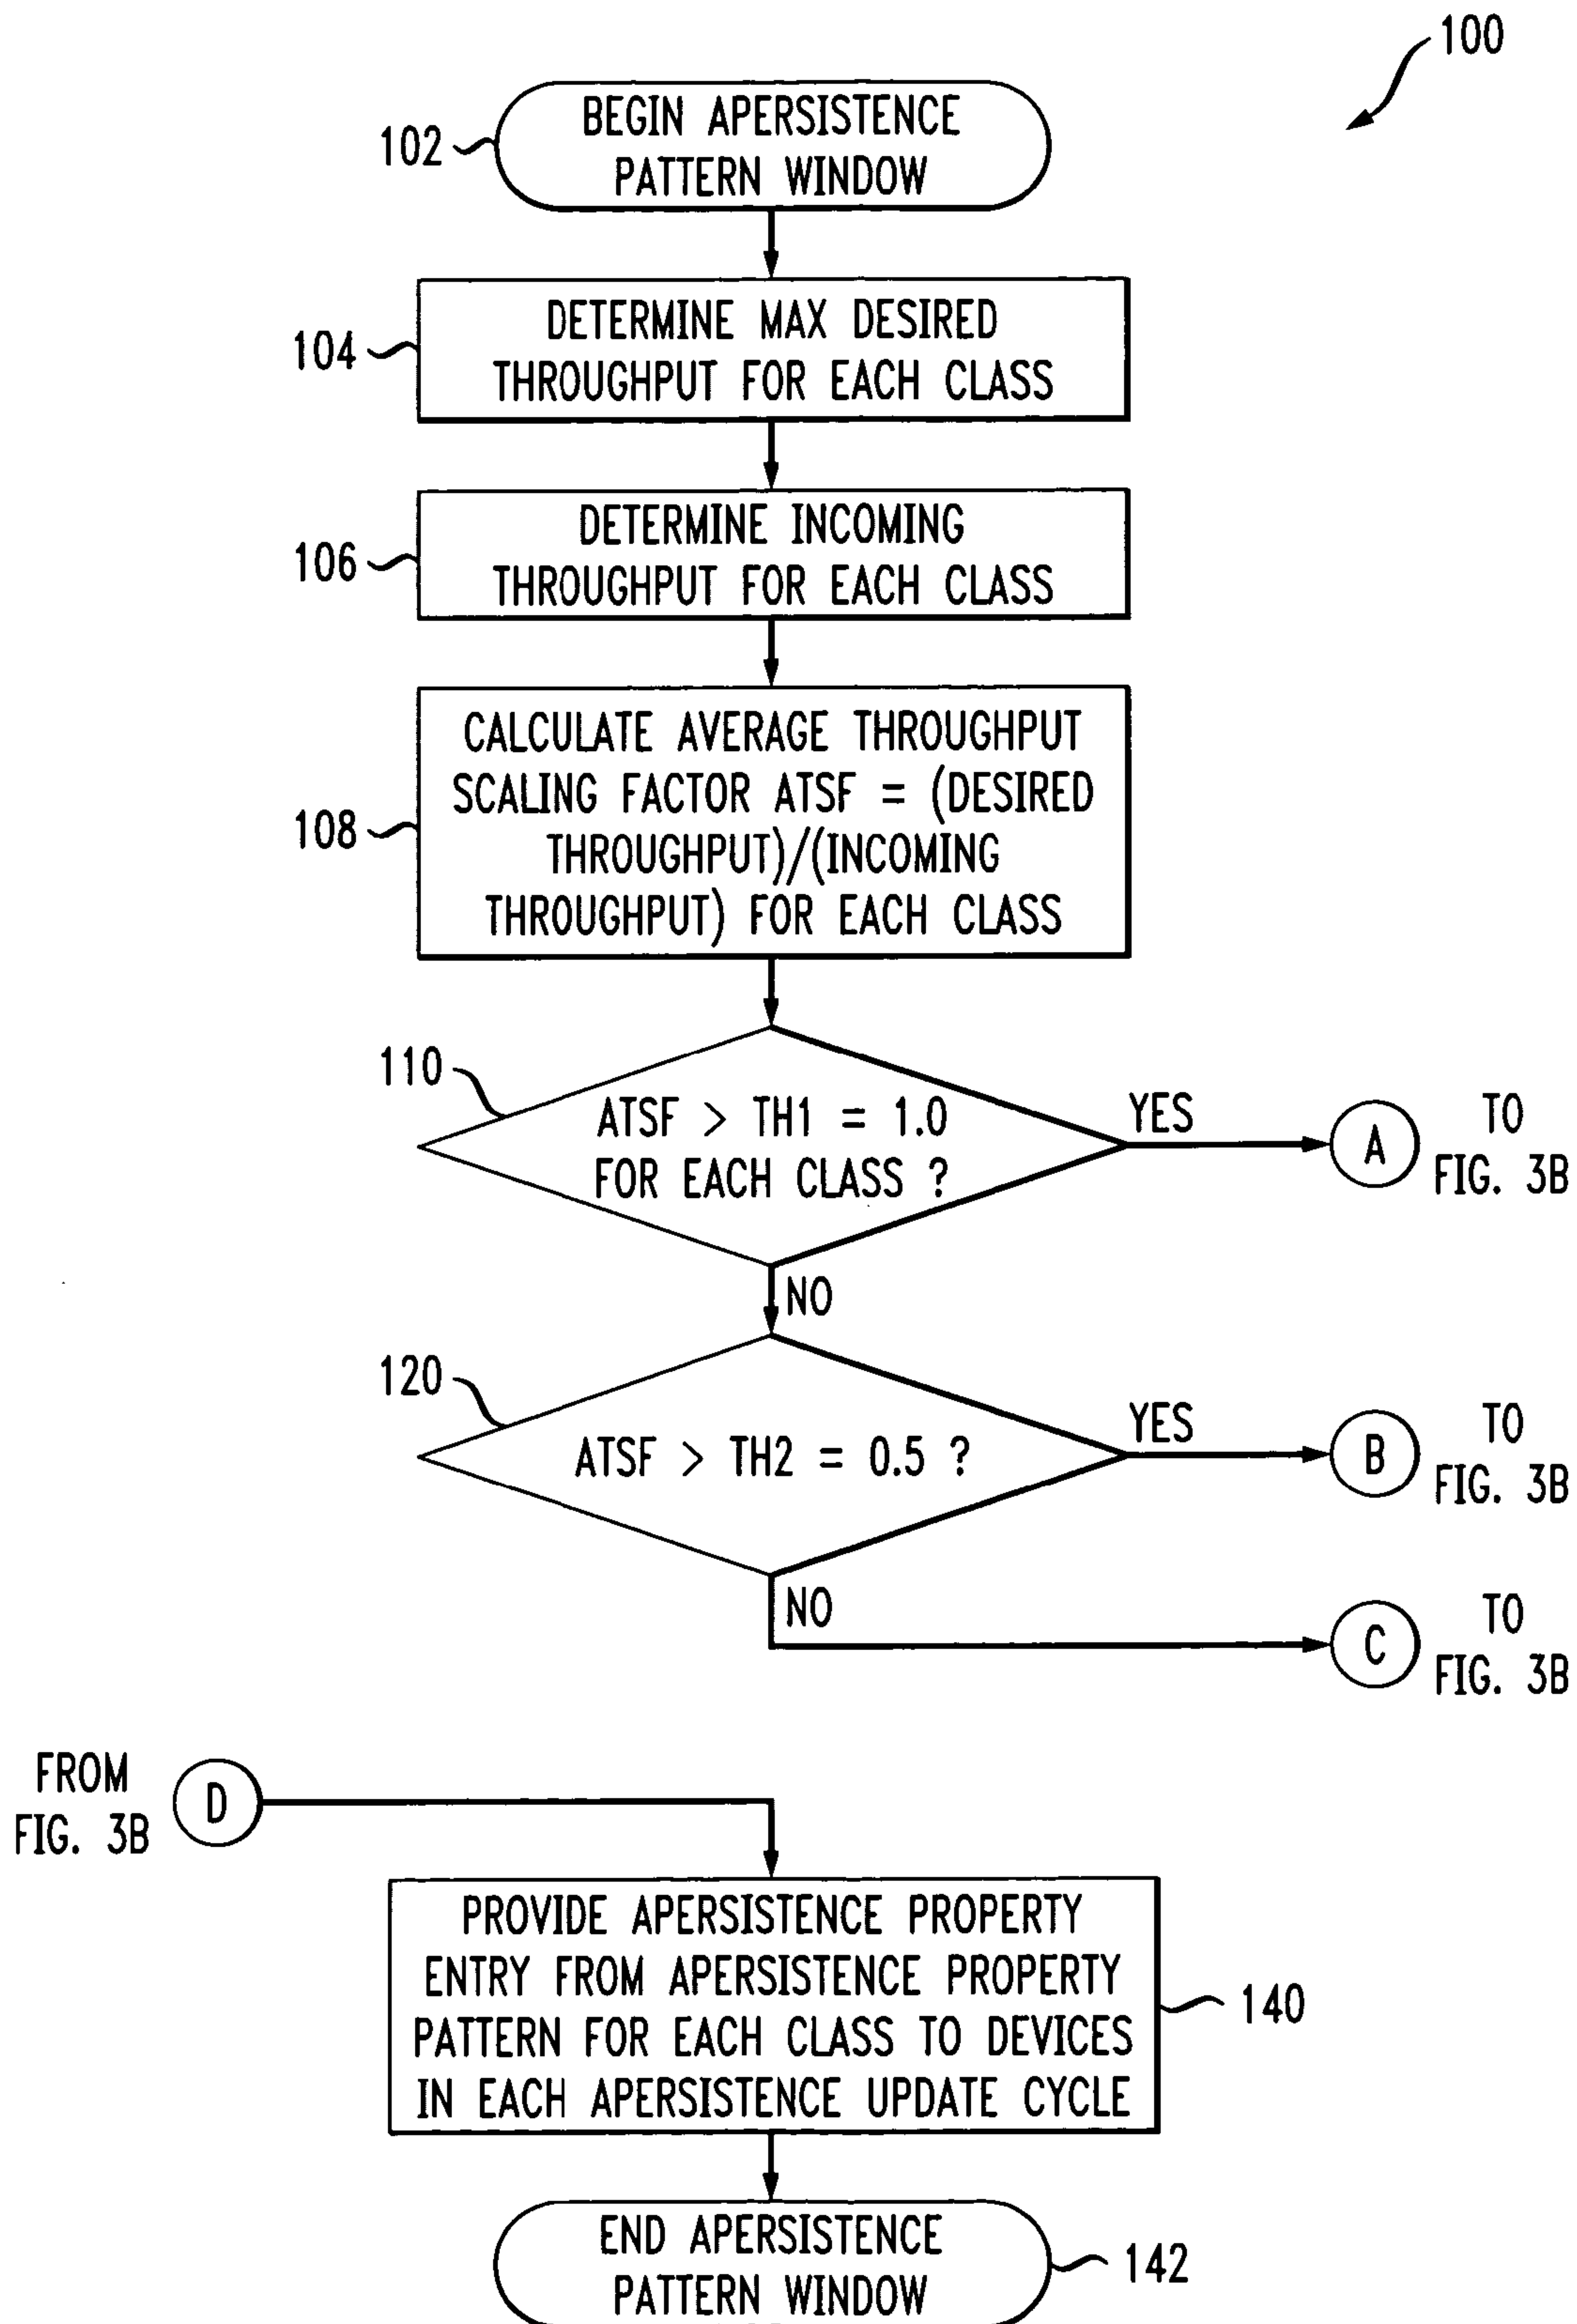 100
BEGIN APERSISTENCE
PATTERN WINDOW
102
DETERMINE MAX DESIRED
THROUGHPUT FOR EACH CLASS
104
DETERMINE INCOMING
THROUGHPUT FOR EACH CLASS
106
CALCULATE AVERAGE THROUGHPUT
SCALING FACTOR ATSF = (DESIRED
THROUGHPUT)/(INCOMING
THROUGHPUT) FOR EACH CLASS
108
110
ATSF > TH1 = 1.0
FOR EACH CLASS ?
YES
A
TO
FIG. 3B
NO
120
ATSF > TH2 = 0.5 ?
YES
B
TO
FIG. 3B
NO
C
TO
FIG. 3B
FROM
FIG. 3B
D
PROVIDE APERSISTENCE PROPERTY
ENTRY FROM APERSISTENCE PROPERTY
PATTERN FOR EACH CLASS TO DEVICES
IN EACH APERSISTENCE UPDATE CYCLE
140
END APERSISTENCE
PATTERN WINDOW
142